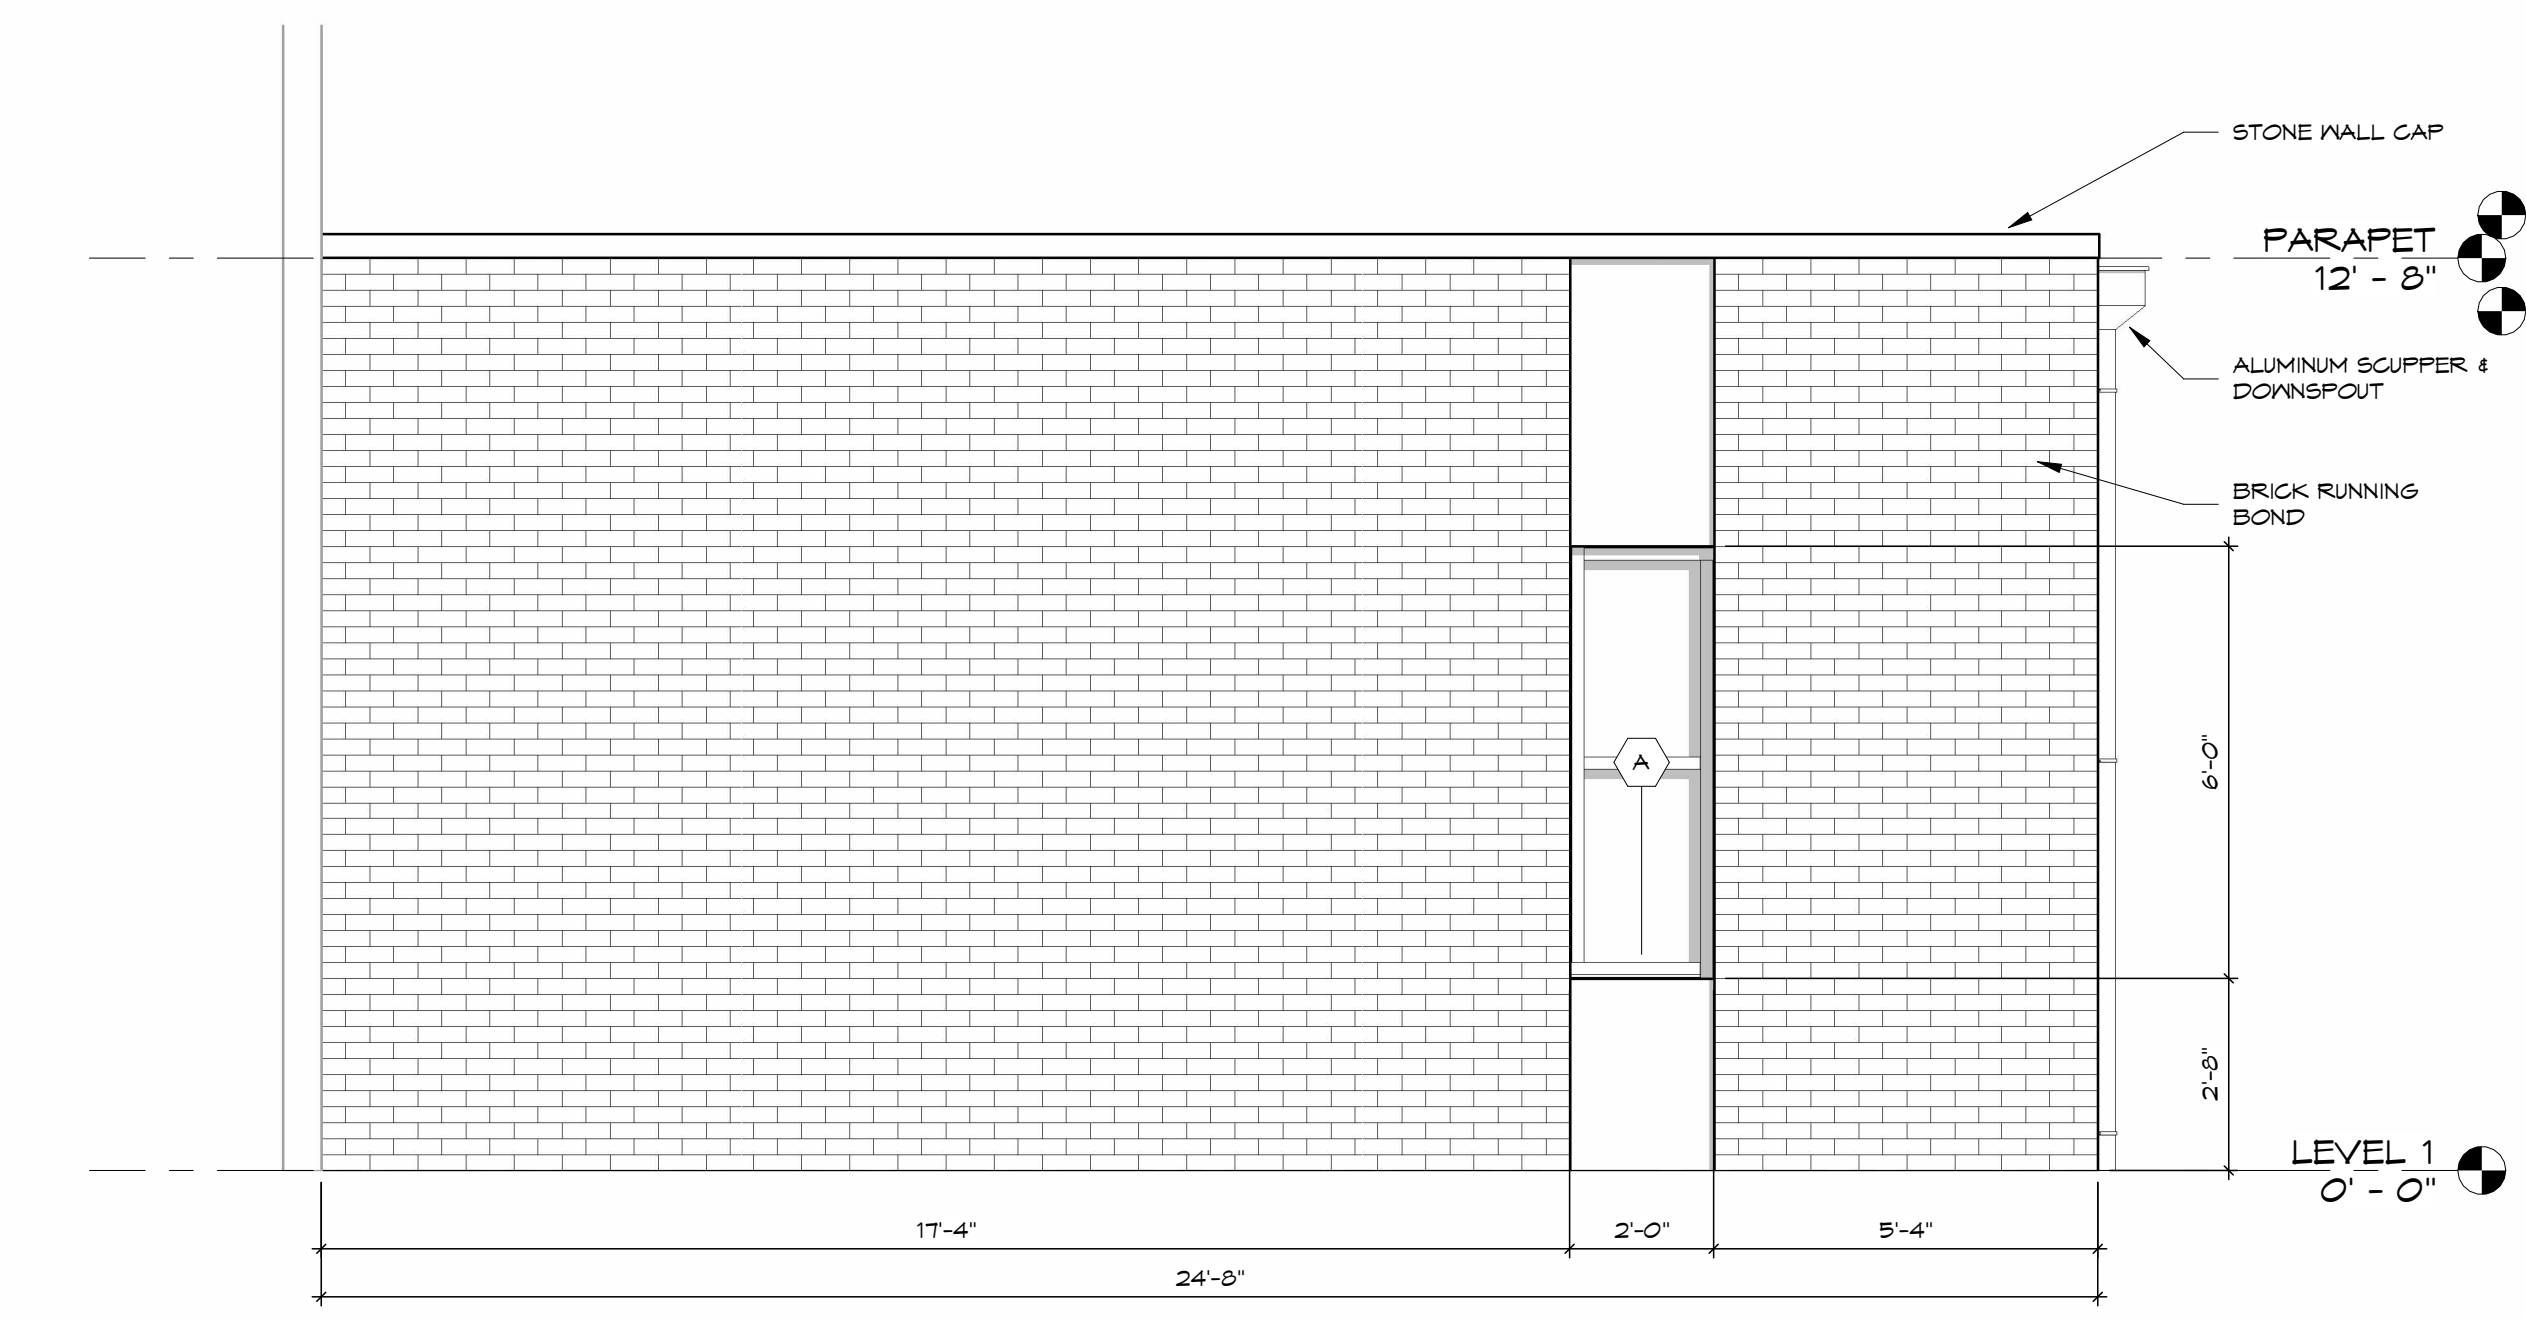 STONE WALL CAP
PARAPET
12' - 8"
ALUMINUM SCUPPER &
DOWNSPOUT
BRICK RUNNING
BOND
A
6'-0"
2'-8"
LEVEL 1
0' - 0"
17'-4"
2'-0"
5'-4"
24'-8"